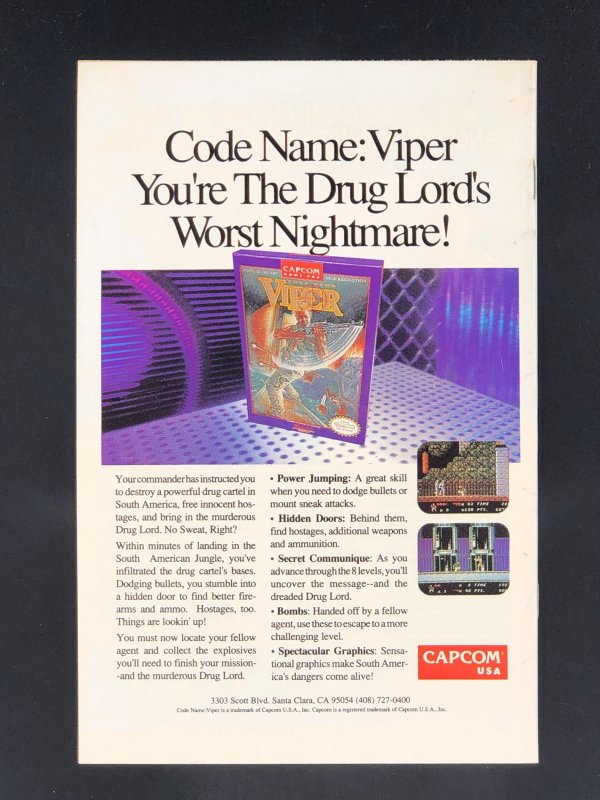 Code Name: Viper
You're The Drug Lord's
Worst Nightmare!
CAPCOM
CODE NAME
VIPER
Your commander has instructed you
to destroy a powerful drug cartel in
South America, free innocent hos-
tages, and bring in the murderous
Drug Lord. No Sweat, Right?
Within minutes of landing in the
South American Jungle, you've
infiltrated the drug cartel's bases.
Dodging bullets, you stumble into
a hidden door to find better fire-
arms and ammo. Hostages, too.
Things are lookin' up!
You must now locate your fellow
agent and collect the explosives
you'll need to finish your mission-
-and the murderous Drug Lord.
• Power Jumping: A great skill
when you need to dodge bullets or
mount sneak attacks.
• Hidden Doors: Behind them,
find hostages, additional weapons
and ammunition.
• Secret Communique: As you
advance through the 8 levels, you'll
uncover the message--and the
dreaded Drug Lord.
• Bombs: Handed off by a fellow
agent, use these to escape to a more
challenging level.
• Spectacular Graphics: Sensa-
tional graphics make South Amer-
ica's dangers come alive!
CAPCOM
USA
3303 Scott Blvd. Santa Clara, CA 95054 (408) 727-0400
Code Name: Viper is a trademark of Capcom U.S.A., Inc. Capcom is a registered trademark of Capcom U.S.A., Inc.